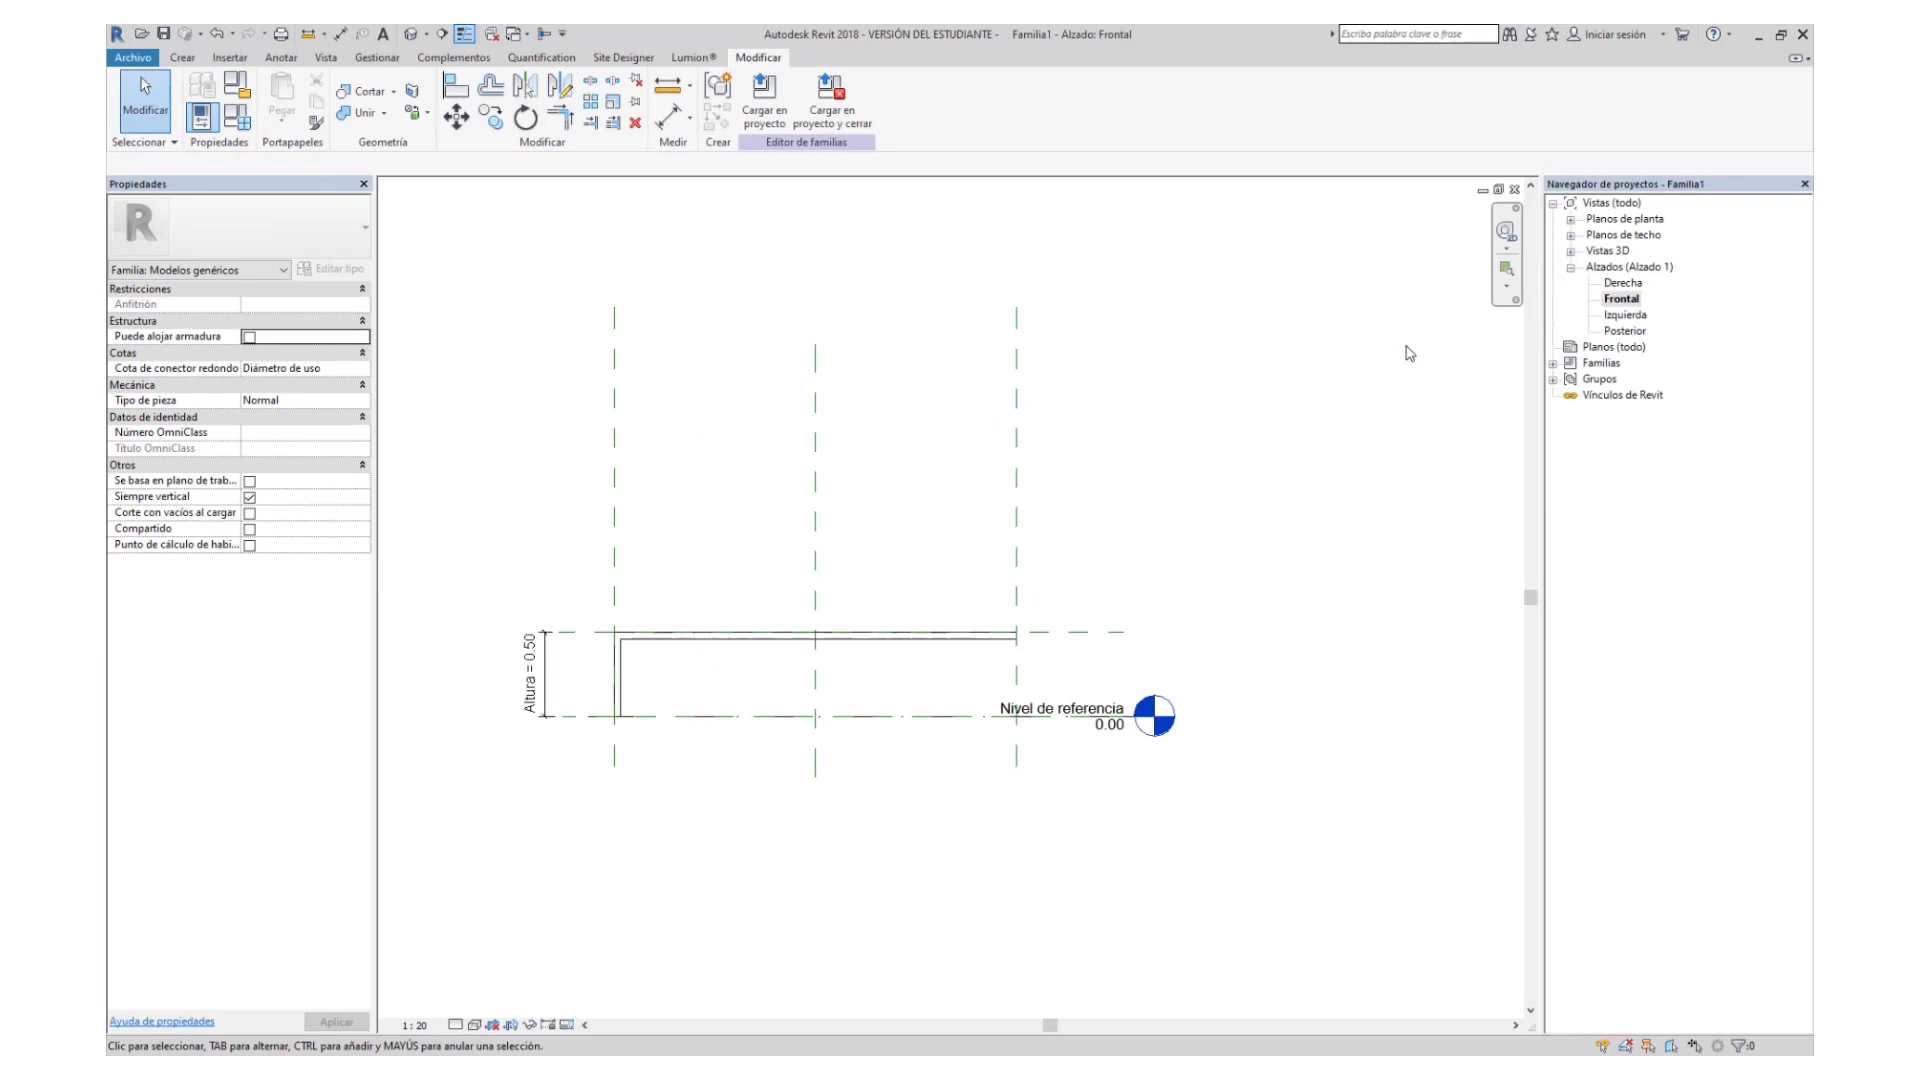 Autodesk Revit 2018 - VERSIÓN DEL ESTUDIANTE - Familia1 - Alzado: Frontal
Escriba palabra clave o frase
Iniciar sesión
Archivo Crear Insertar Anotar Vista Gestionar Complementos Quantification Site Designer Lumion® Modificar
Modificar
Pegar
Cortar
Unir
Cargar en proyecto
Cargar en proyecto y cerrar
Seleccionar Propiedades Portapapeles Geometría Modificar Medir Crear Editor de familias
Propiedades
Familia: Modelos genéricos
Editar tipo
Restricciones
Anfitrión
Estructura
Puede alojar armadura
Cotas
Cota de conector redondo Diámetro de uso
Mecánica
Tipo de pieza Normal
Datos de identidad
Número OmniClass
Título OmniClass
Otros
Se basa en plano de trab...
Siempre vertical
Corte con vacíos al cargar
Compartido
Punto de cálculo de habi...
Ayuda de propiedades
Aplicar
Altura = 0.50
Nivel de referencia
0.00
2D
1 : 20
Navegador de proyectos - Familia1
Vistas (todo)
Planos de planta
Planos de techo
Vistas 3D
Alzados (Alzado 1)
Derecha
Frontal
Izquierda
Posterior
Planos (todo)
Familias
Grupos
Vínculos de Revit
Clic para seleccionar, TAB para alternar, CTRL para añadir y MAYÚS para anular una selección.
:0